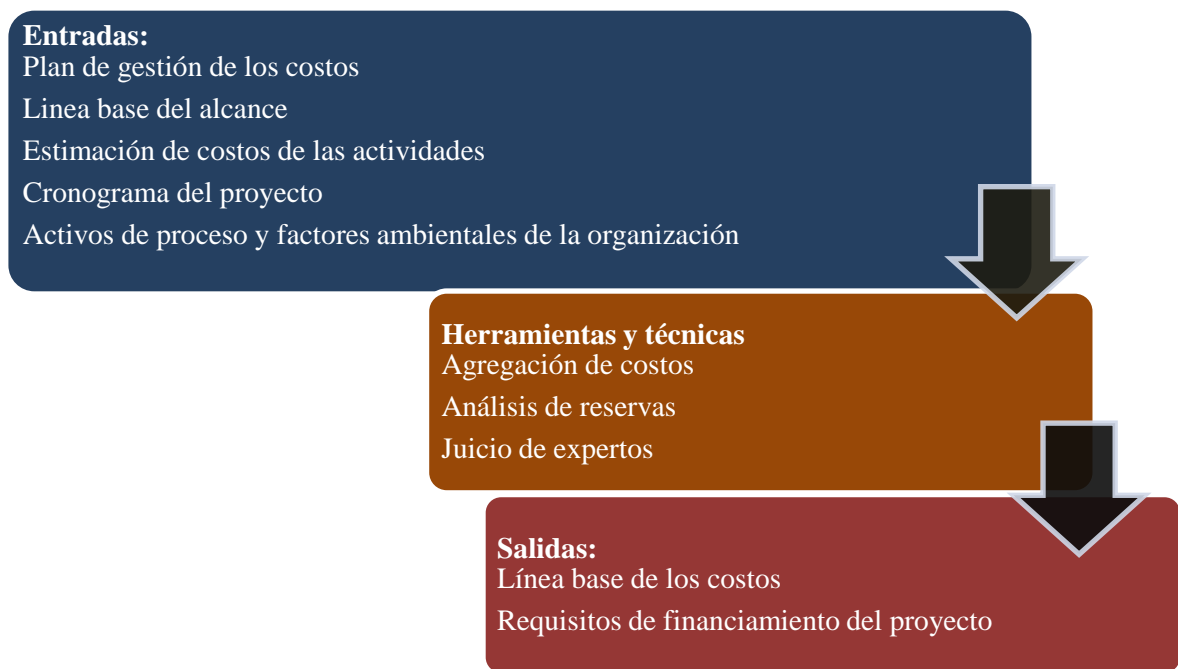 Entradas:
Plan de gestión de los costos
Linea base del alcance
Estimación de costos de las actividades
Cronograma del proyecto
Activos de proceso y factores ambientales de la organización
Herramientas y técnicas
Agregación de costos
Análisis de reservas
Juicio de expertos
Salidas:
Línea base de los costos
Requisitos de financiamiento del proyecto